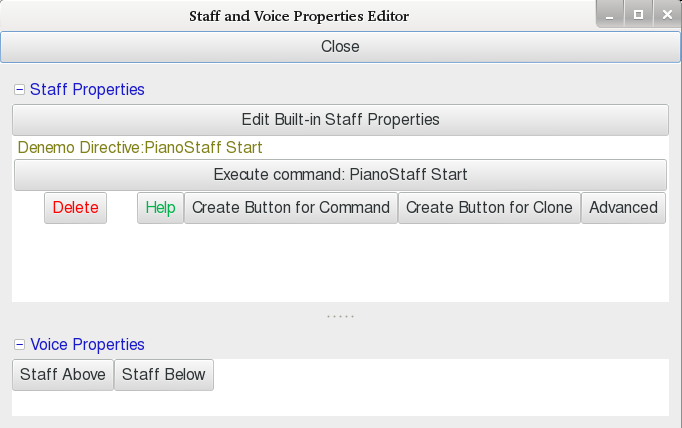 Staff and Voice Properties Editor
Close
Staff Properties
Edit Built-in Staff Properties
Denemo Directive:PianoStaff Start
Execute command: PianoStaff Start
Delete Help Create Button for Command Create Button for Clone Advanced
Voice Properties
Staff Above Staff Below